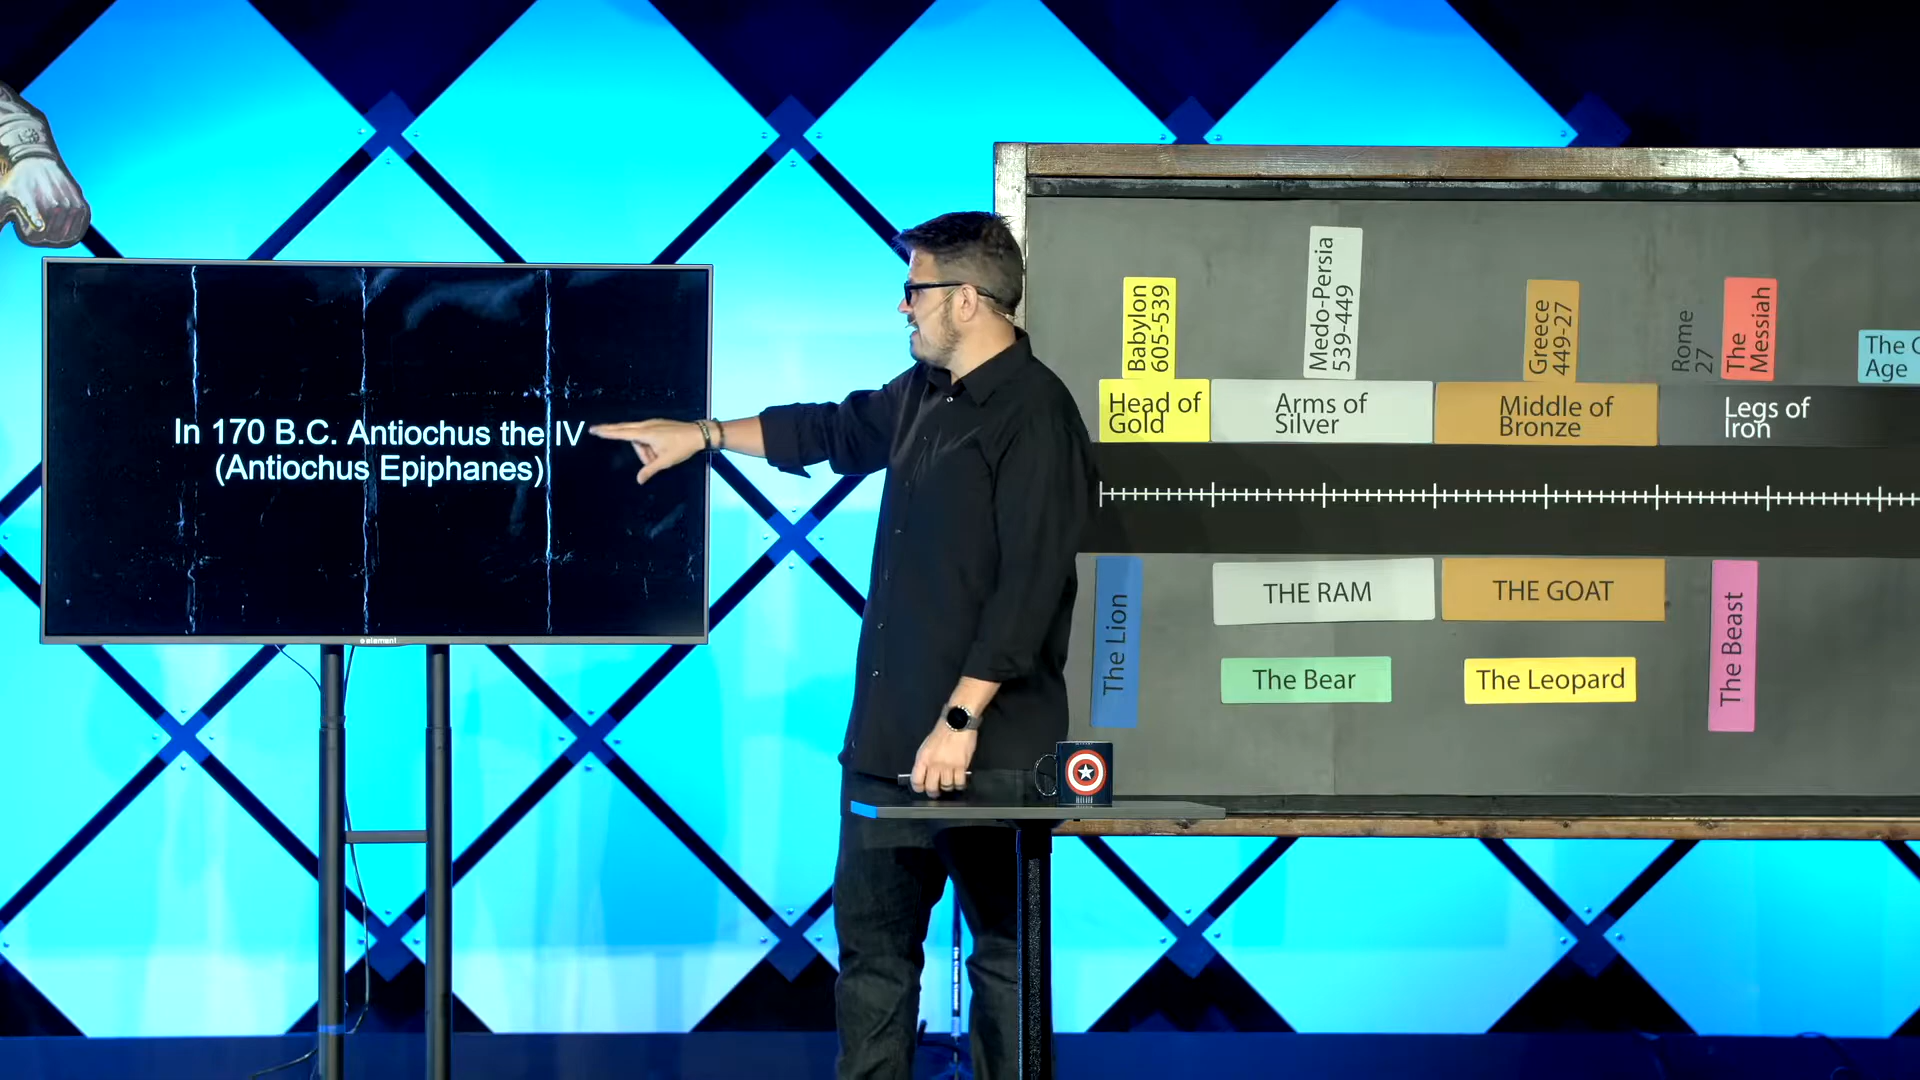 In 170 B.C. Antiochus the IV
(Antiochus Epiphanes)
element
Babylon
605-539
Medo-Persia
539-449
Greece
449-27
Rome
27
The
Messiah
The C
Age
Head of
Gold
Arms of
Silver
Middle of
Bronze
Legs of
Iron
The Lion
THE RAM
THE GOAT
The Beast
The Bear
The Leopard